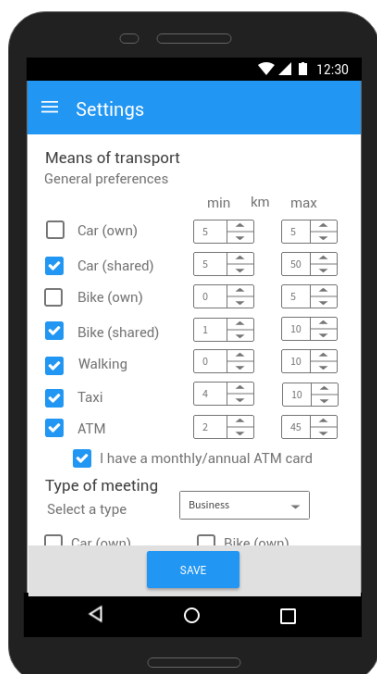 12:30
Settings
Means of transport
General preferences
min km max
Car (own) 5 5
Car (shared) 5 50
Bike (own) 0 5
Bike (shared) 1 10
Walking 0 10
Taxi 4 10
ATM 2 45
I have a monthly/annual ATM card
Type of meeting
Select a type Business
Car (own) Bike (own)
SAVE